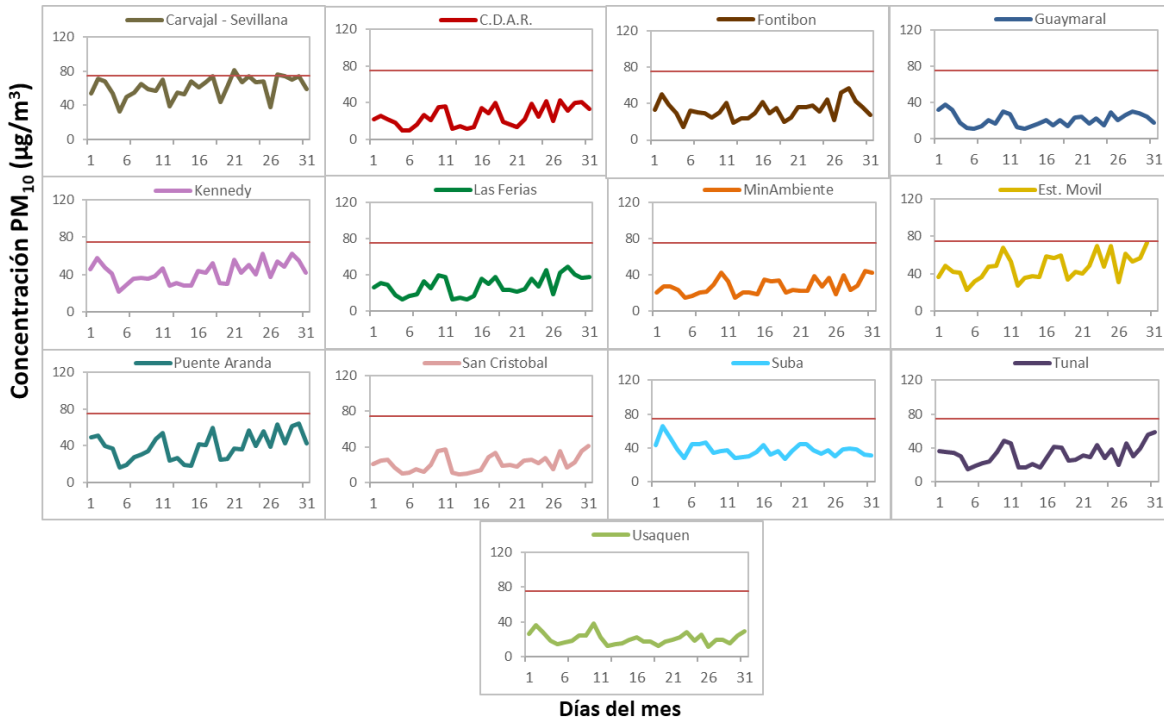 Concentración PM₁₀ (µg/m³)
Carvajal - Sevillana
120
80
40
0
1 6 11 16 21 26 31
C.D.A.R.
120
80
40
0
1 6 11 16 21 26 31
Fontibon
120
80
40
0
1 6 11 16 21 26 31
Guaymaral
120
80
40
0
1 6 11 16 21 26 31
Kennedy
120
80
40
0
1 6 11 16 21 26 31
Las Ferias
120
80
40
0
1 6 11 16 21 26 31
MinAmbiente
120
80
40
0
1 6 11 16 21 26 31
Est. Movil
120
80
40
0
1 6 11 16 21 26 31
Puente Aranda
120
80
40
0
1 6 11 16 21 26 31
San Cristobal
120
80
40
0
1 6 11 16 21 26 31
Suba
120
80
40
0
1 6 11 16 21 26 31
Tunal
120
80
40
0
1 6 11 16 21 26 31
Usaquen
120
80
40
0
1 6 11 16 21 26 31
Días del mes